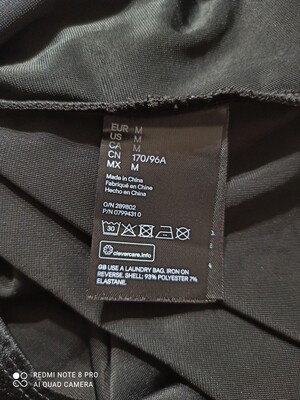 EUR M
US M
CA M
CN 170/96A
MX M
Made in China
Fabriqué en Chine
Hecho en China
O/N 289802
P/N 07994310
30
clevercare.info
GB USE A LAUNDRY BAG. IRON ON
REVERSE. SHELL: 93% POLYESTER 7%
ELASTANE.
REDMI NOTE 8 PRO
AI QUAD CAMERA